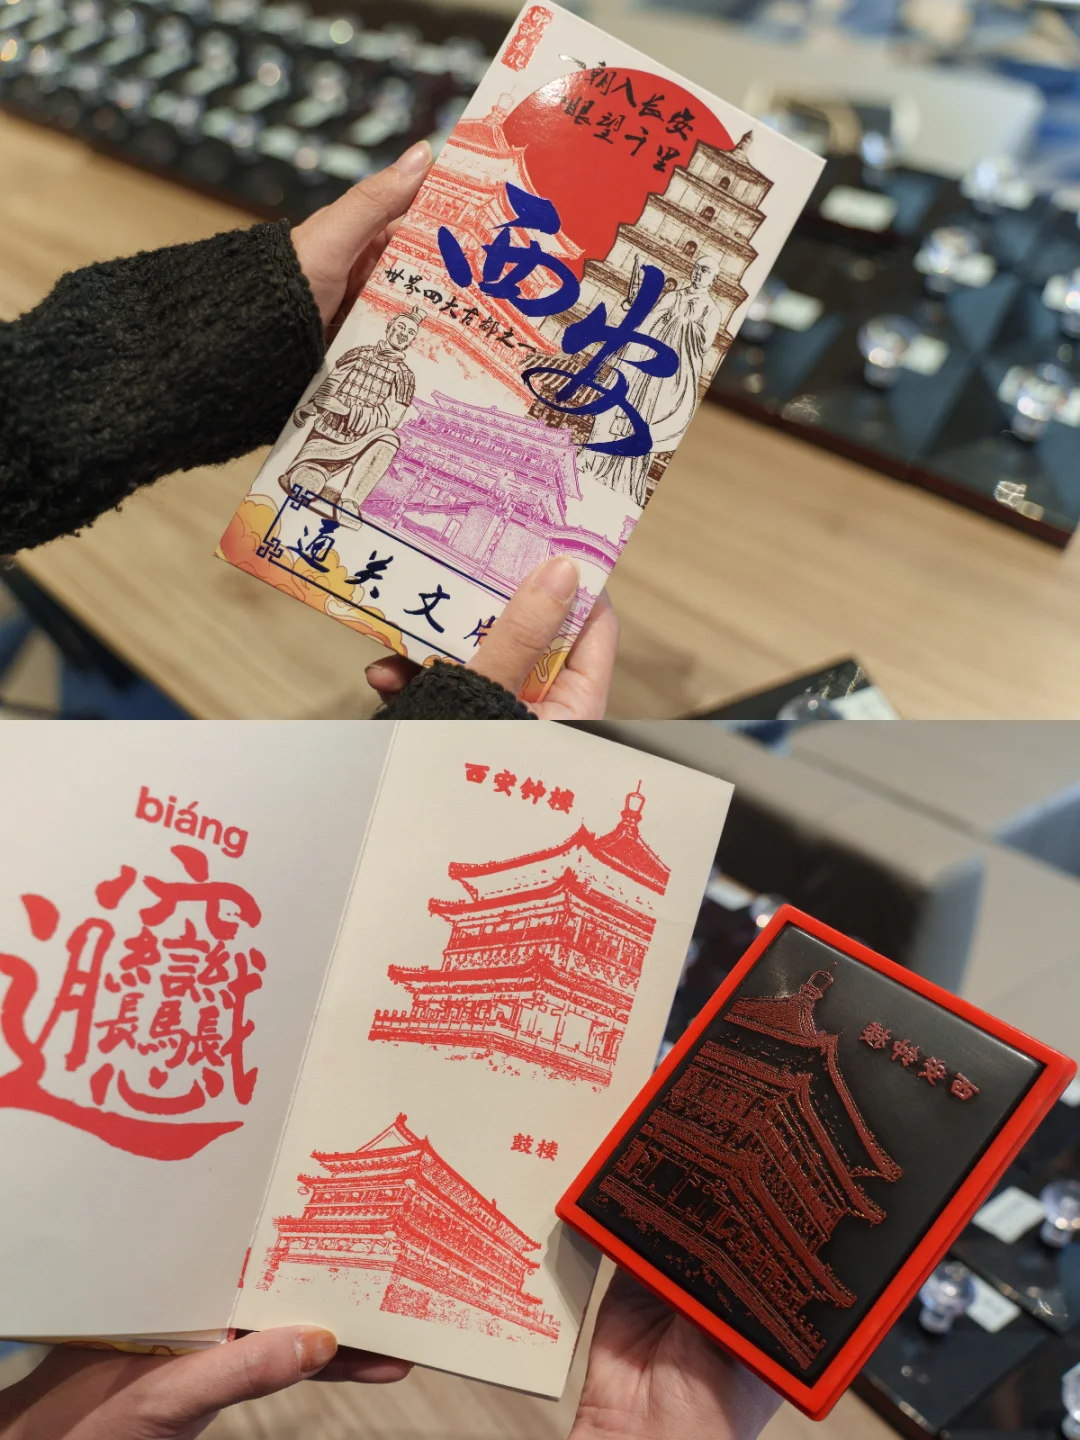 一朝入长安
一眼望千里
西安
世界四大古都之一
通关文牒
biáng
西安钟楼
鼓楼
西安钟楼